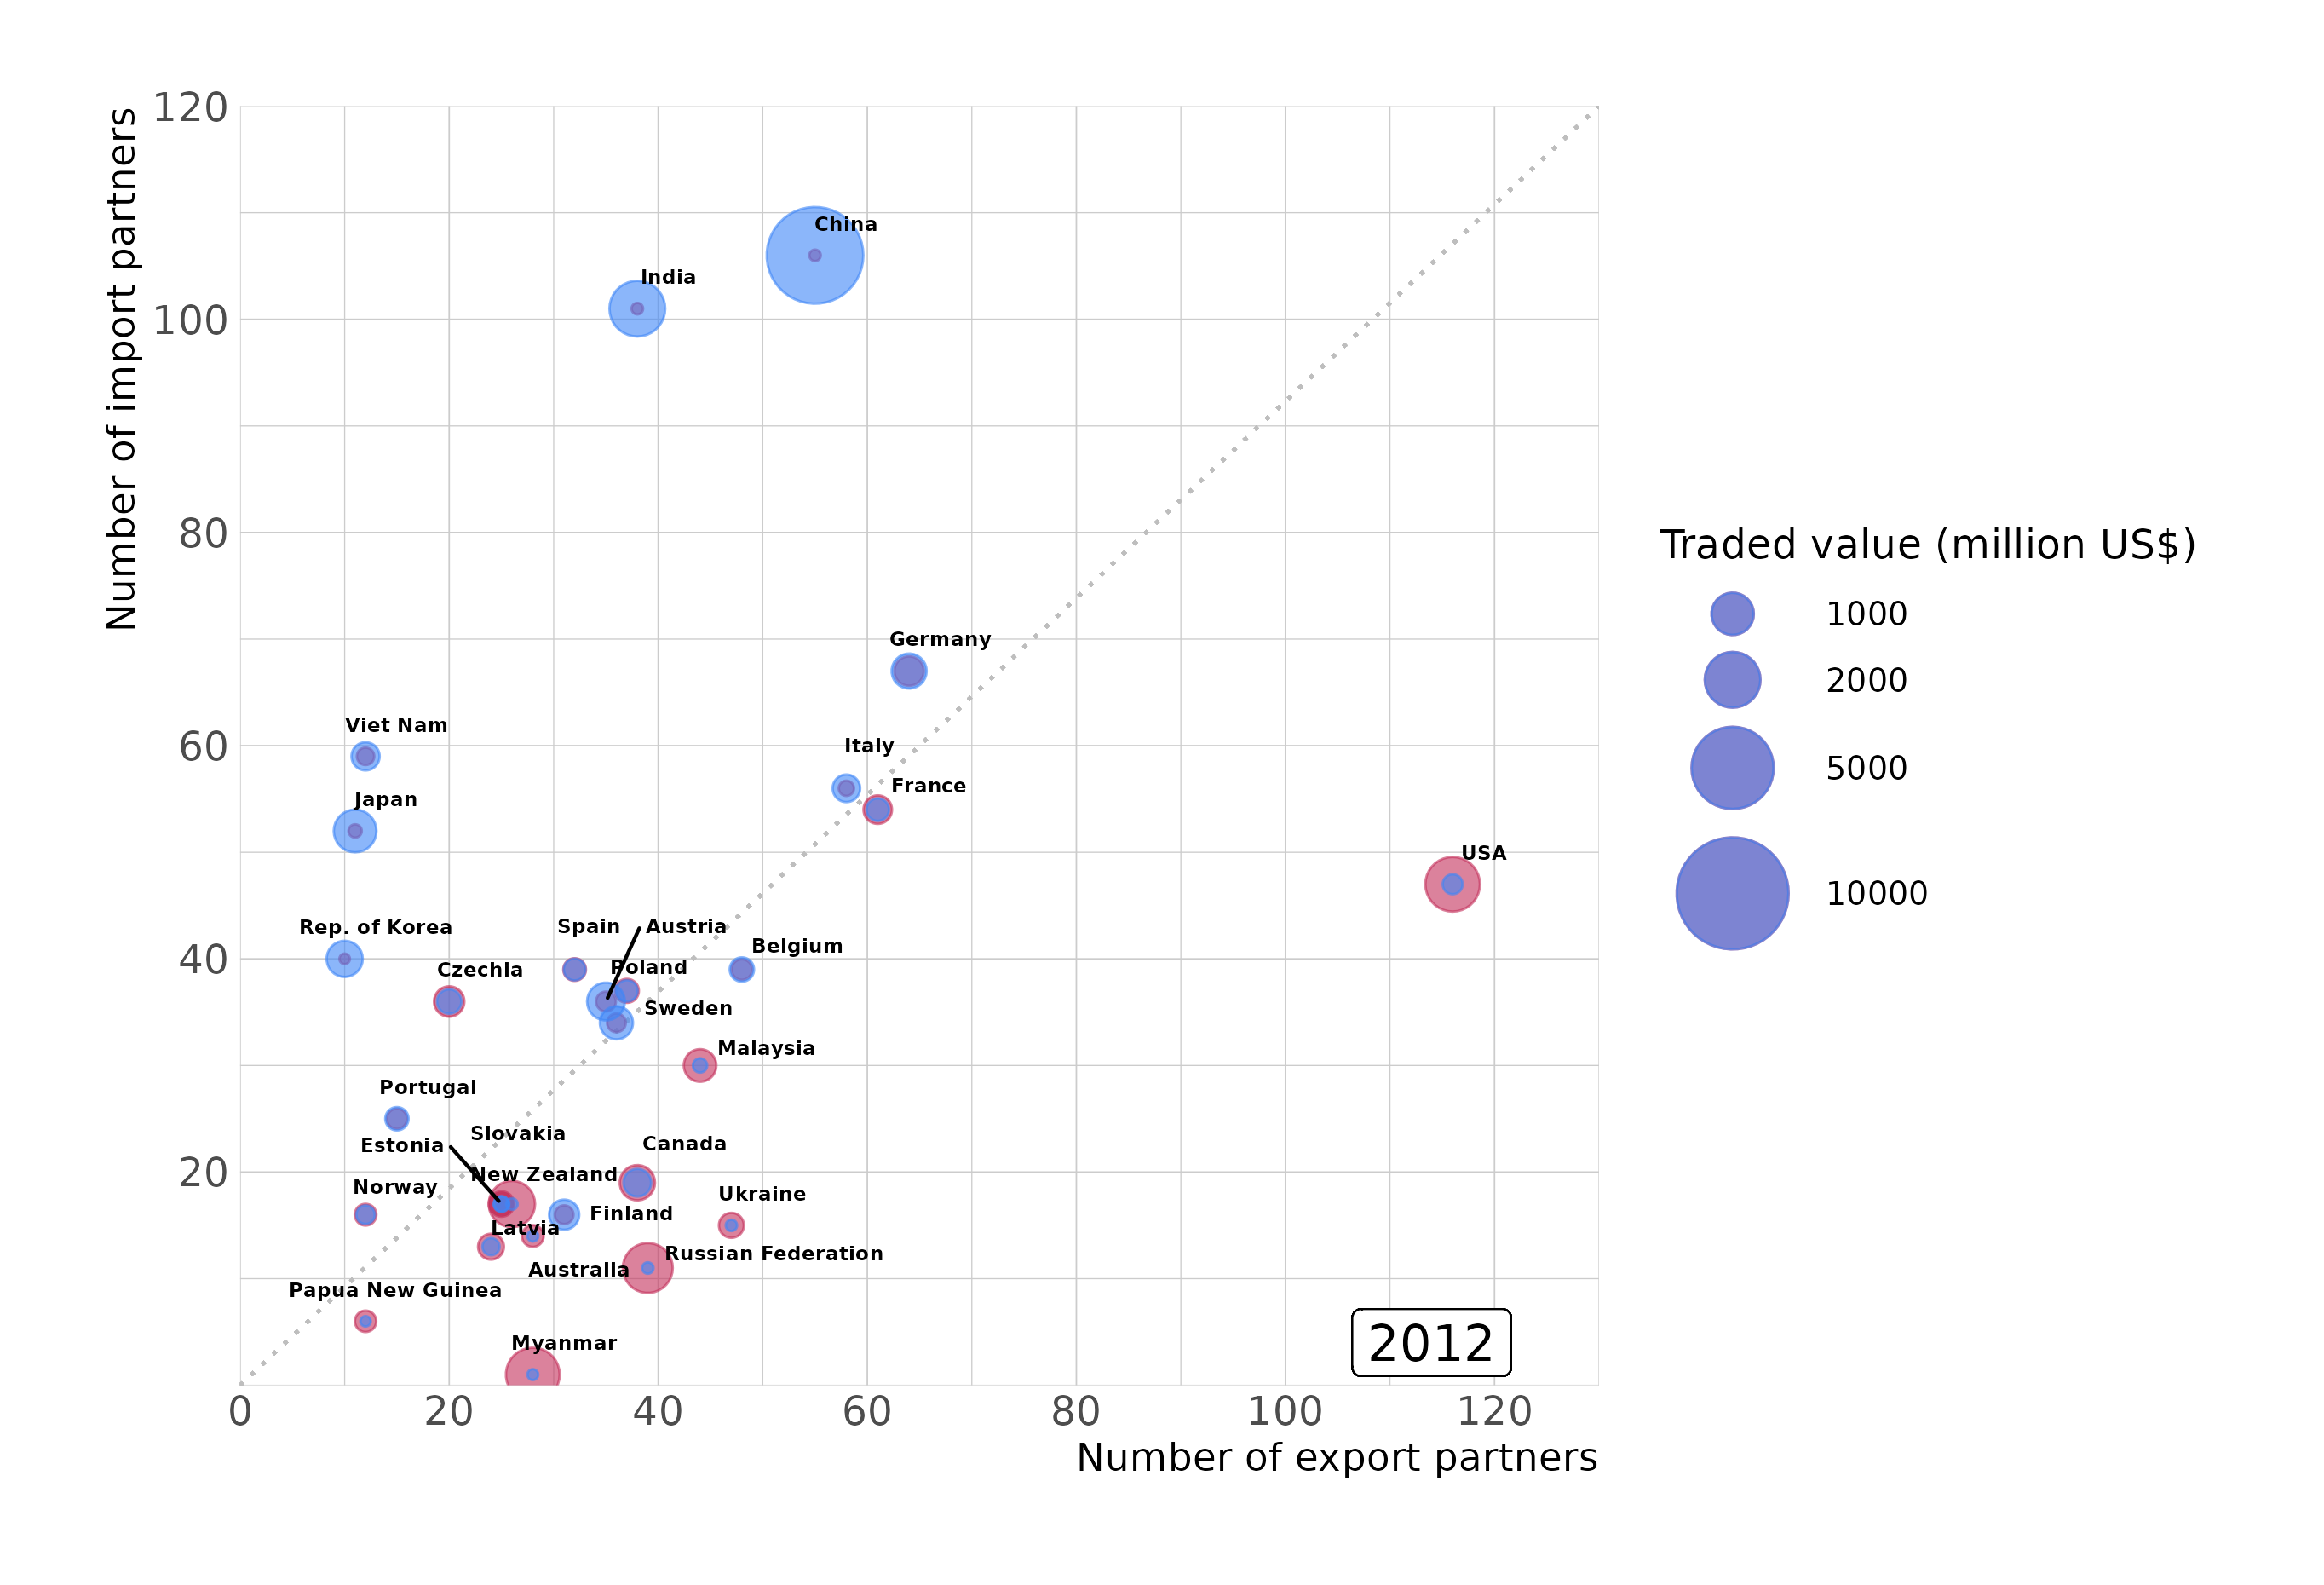 120
100
80
60
40
20
Number of import partners
China
India
Germany
Viet Nam
Italy
Japan
France
USA
Rep. of Korea
Spain
Austria
Belgium
Czechia
Poland
Sweden
Malaysia
Portugal
Slovakia
Estonia
Canada
New Zealand
Norway
Ukraine
Finland
Latvia
Russian Federation
Australia
Papua New Guinea
Myanmar
2012
0 20 40 60 80 100 120
Number of export partners
Traded value (million US$)
1000
2000
5000
10000